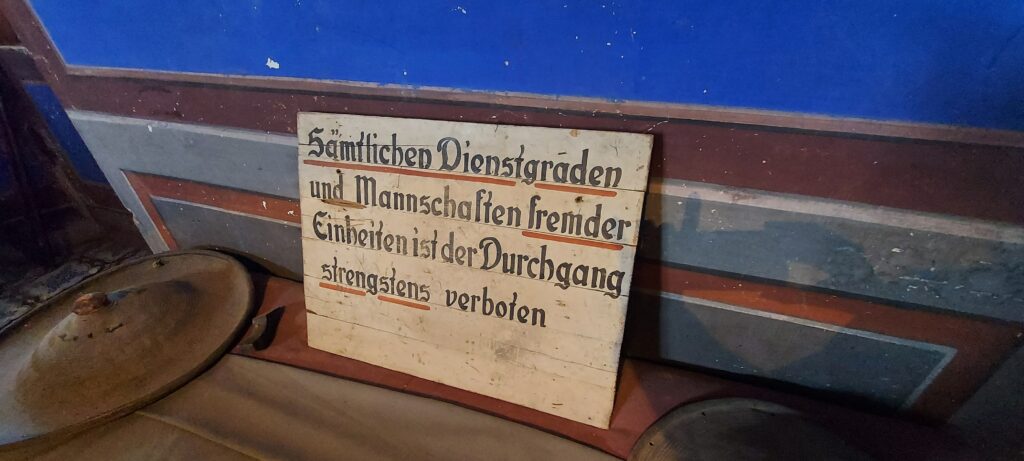 Sämtlichen Dienstgraden
und Mannschaften fremder
Einheiten ist der Durchgang
strengstens verboten